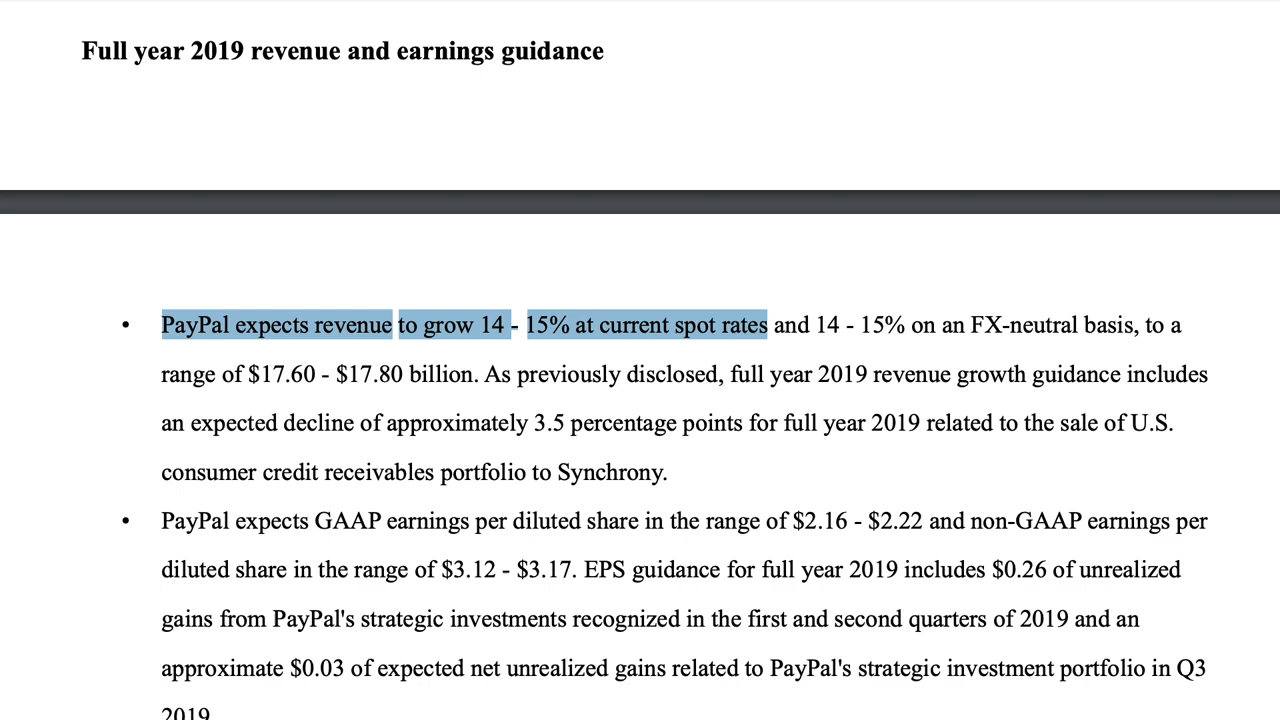 Full year 2019 revenue and earnings guidance
• PayPal expects revenue to grow 14 - 15% at current spot rates and 14 - 15% on an FX-neutral basis, to a
range of $17.60 - $17.80 billion. As previously disclosed, full year 2019 revenue growth guidance includes
an expected decline of approximately 3.5 percentage points for full year 2019 related to the sale of U.S.
consumer credit receivables portfolio to Synchrony.
• PayPal expects GAAP earnings per diluted share in the range of $2.16 - $2.22 and non-GAAP earnings per
diluted share in the range of $3.12 - $3.17. EPS guidance for full year 2019 includes $0.26 of unrealized
gains from PayPal's strategic investments recognized in the first and second quarters of 2019 and an
approximate $0.03 of expected net unrealized gains related to PayPal's strategic investment portfolio in Q3
2019